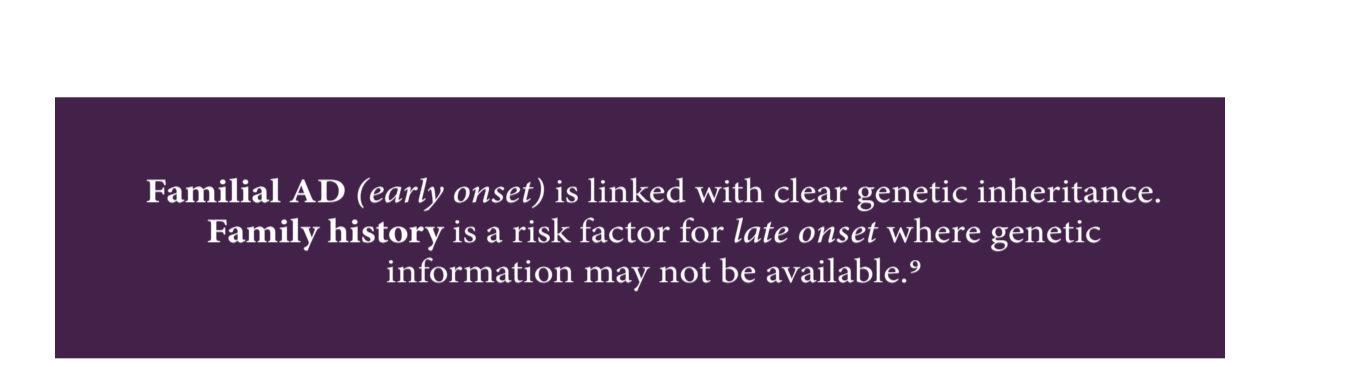 Familial AD (early onset) is linked with clear genetic inheritance.
Family history is a risk factor for late onset where genetic
information may not be available.⁹